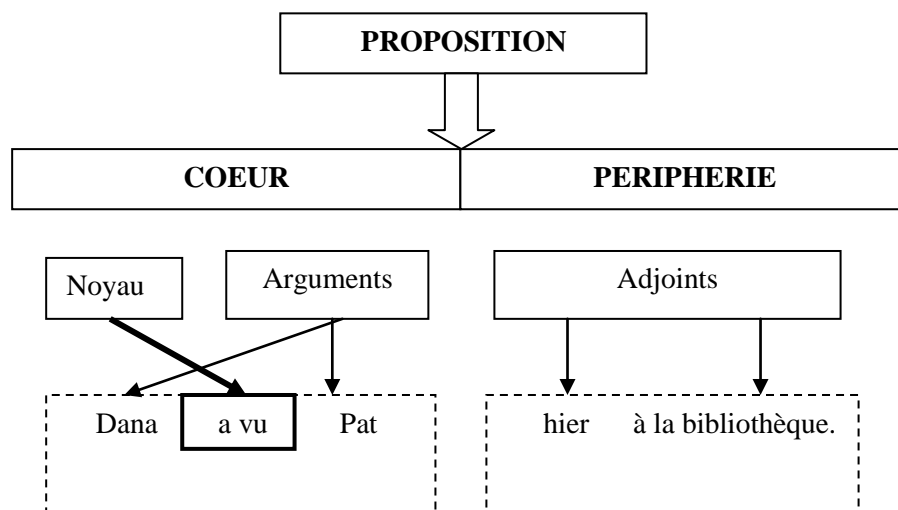 PROPOSITION
COEUR PERIPHERIE
Noyau Arguments Adjoints
Dana a vu Pat hier à la bibliothèque.